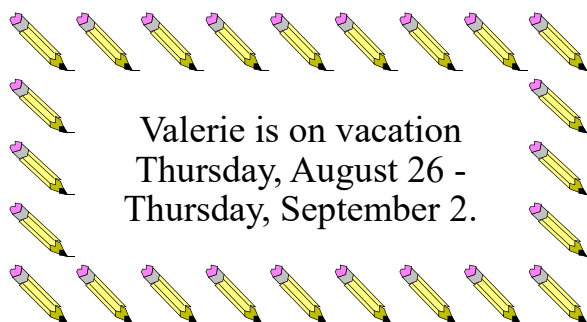 Valerie is on vacation
Thursday, August 26 -
Thursday, September 2.